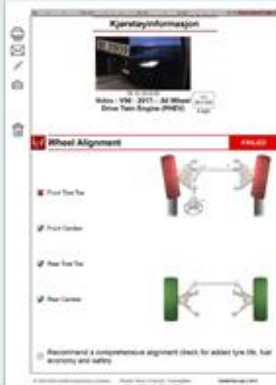 Kjøretøyinformasjon
Volvo - V90 - 2017- - All Wheel
Drive Twin Engine (PHEV)
Wheel Alignment
FAILED
Front Total Toe
Front Camber
Rear Total Toe
Rear Camber
Recommend a comprehensive alignment check for added tyre life, fuel
economy and safety